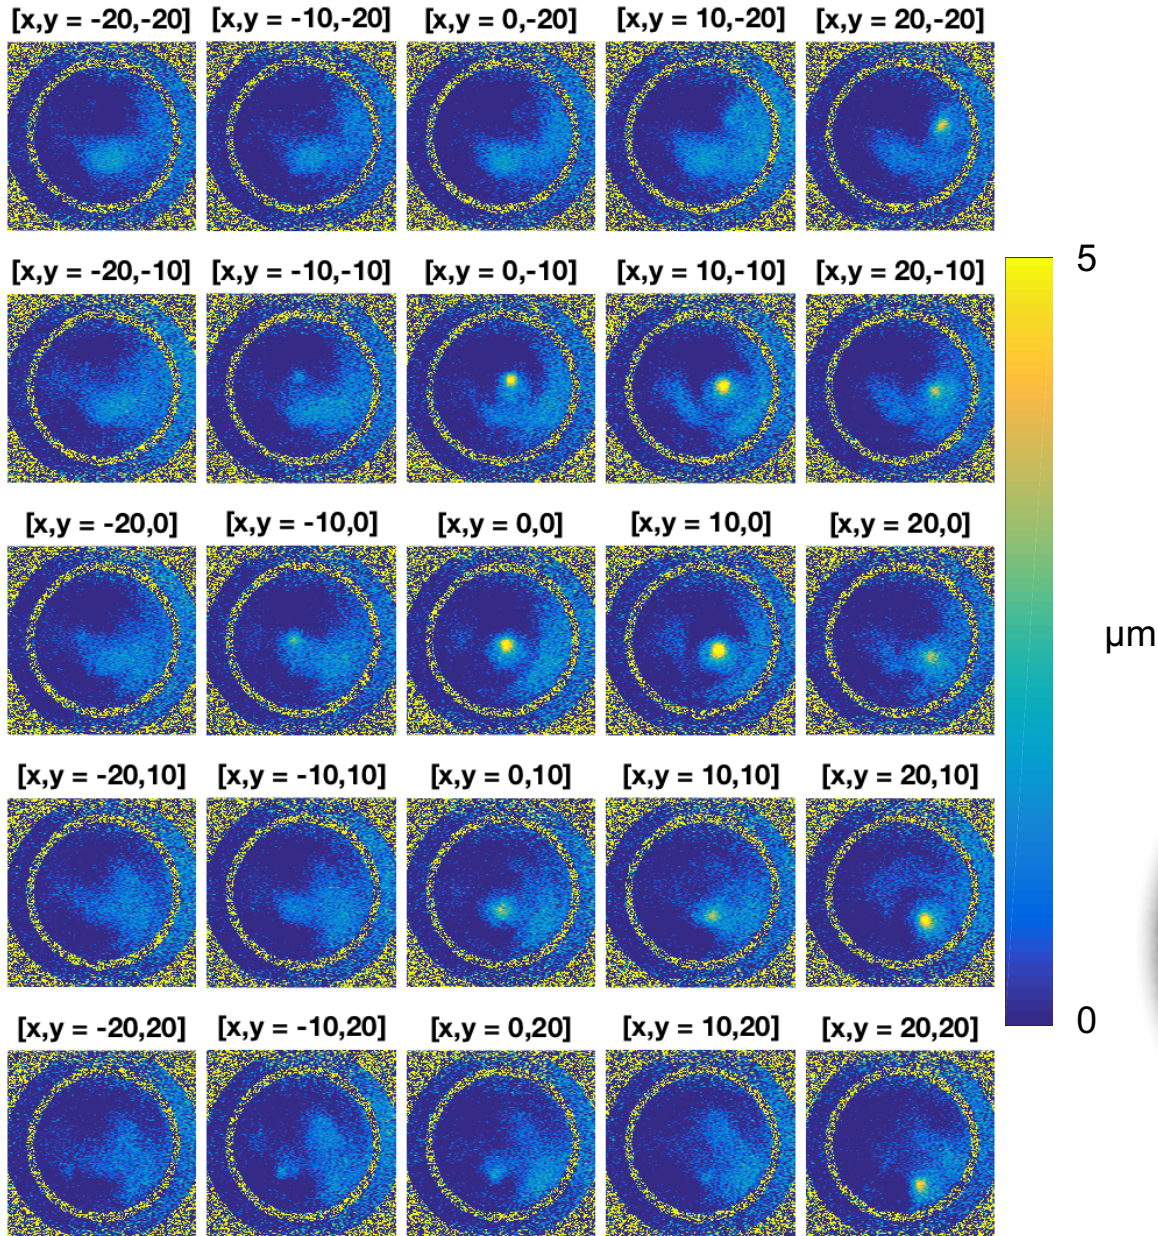 [x,y = -20,-20] [x,y = -10,-20] [x,y = 0,-20] [x,y = 10,-20] [x,y = 20,-20]
[x,y = -20,-10] [x,y = -10,-10] [x,y = 0,-10] [x,y = 10,-10] [x,y = 20,-10]
5
[x,y = -20,0] [x,y = -10,0] [x,y = 0,0] [x,y = 10,0] [x,y = 20,0]
µm
[x,y = -20,10] [x,y = -10,10] [x,y = 0,10] [x,y = 10,10] [x,y = 20,10]
0
[x,y = -20,20] [x,y = -10,20] [x,y = 0,20] [x,y = 10,20] [x,y = 20,20]